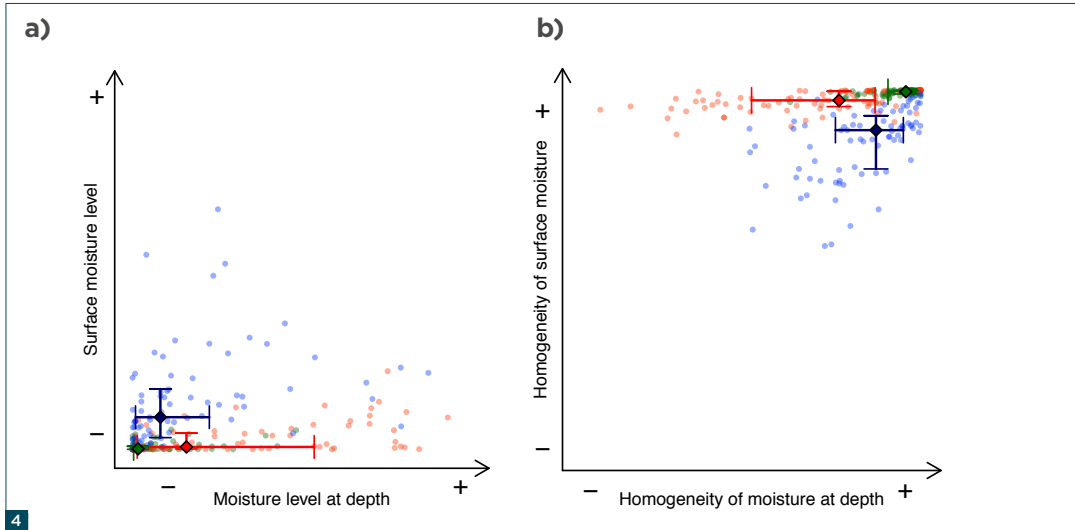 a)
b)
+
Surface moisture level
−
−
Moisture level at depth
+
+
Homogeneity of surface moisture
−
−
Homogeneity of moisture at depth
+
4